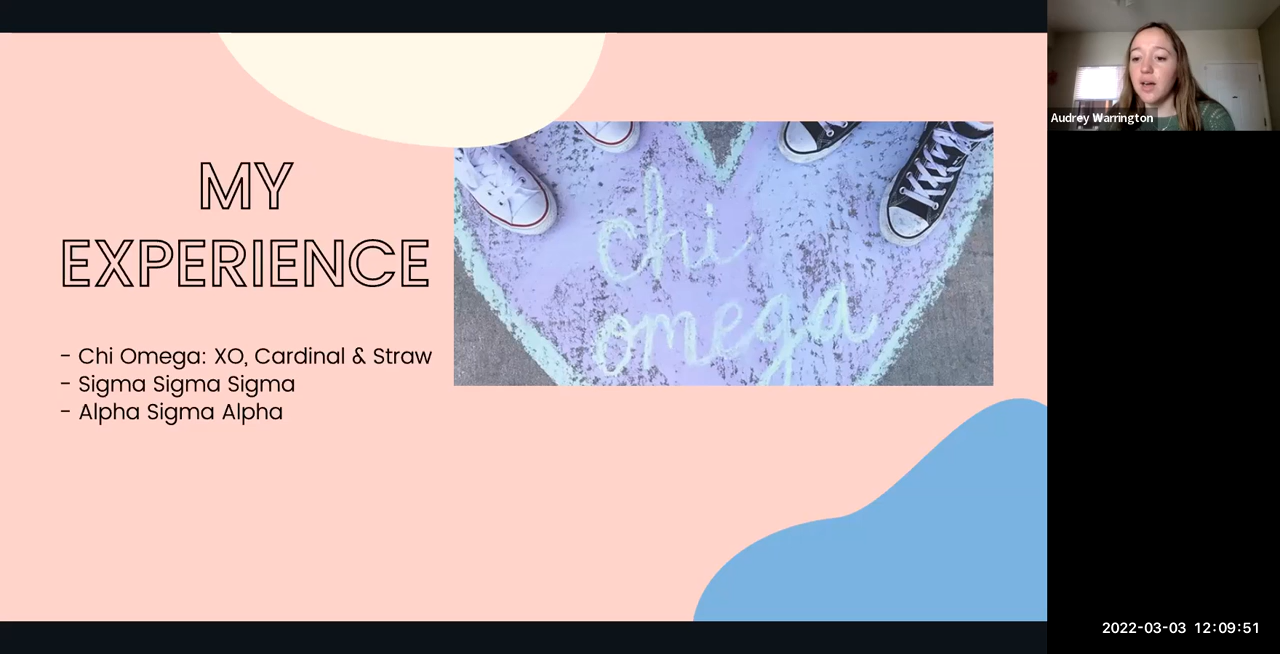 MY
EXPERIENCE
- Chi Omega: XO, Cardinal & Straw
- Sigma Sigma Sigma
- Alpha Sigma Alpha
chi
omega
Audrey Warrington
2022-03-03 12:09:51